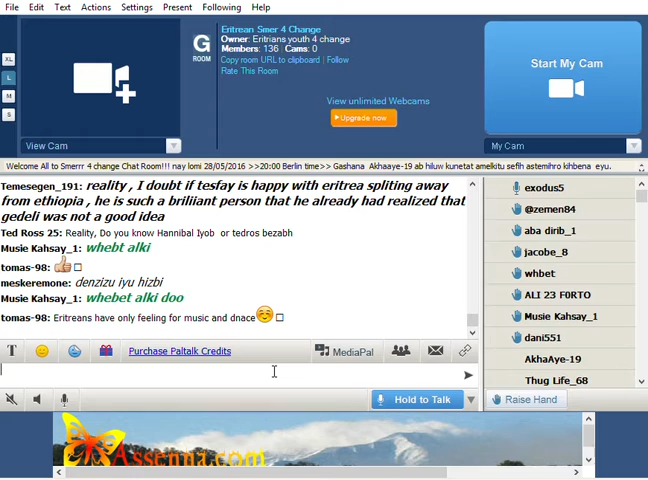 File Edit Text Actions Settings Present Following Help
XL
L
M
S
G
ROOM
Eritrean Smer 4 Change
Owner: Eritrians youth 4 change
Members: 136 Cams: 0
Copy room URL to clipboard | Follow
Rate This Room
View unlimited Webcams
Upgrade now
Start My Cam
View Cam
My Cam
Welcome All to Smerrr 4 change Chat Room!!! nay lomi 28/05/2016 >>20:00 Berlin time>> Gashana Akhaaye-19 ab hiluw kunetat amelkitu sefih astemihro kihbena eyu.
Temesegen_191: reality , I doubt if tesfay is happy with eritrea spliting away
from ethiopia , he is such a briliiant person that he already had realized that
gedeli was not a good idea
Ted Ross 25: Reality, Do you know Hannibal Iyob or tedros bezabh
Musie Kahsay_1: whebt alki
tomas-98:
meskeremone: denzizu iyu hizbi
Musie Kahsay_1: whebet alki doo
tomas-98: Eritreans have only feeling for music and dnace
exodus5
@zemen84
aba dirib_1
jacobe_8
whbet
ALI 23 F0RTO
Musie Kahsay_1
dani551
AkhaAye-19
Thug Life_68
T Purchase Paltalk Credits MediaPal
Hold to Talk
Raise Hand
Assenna.com